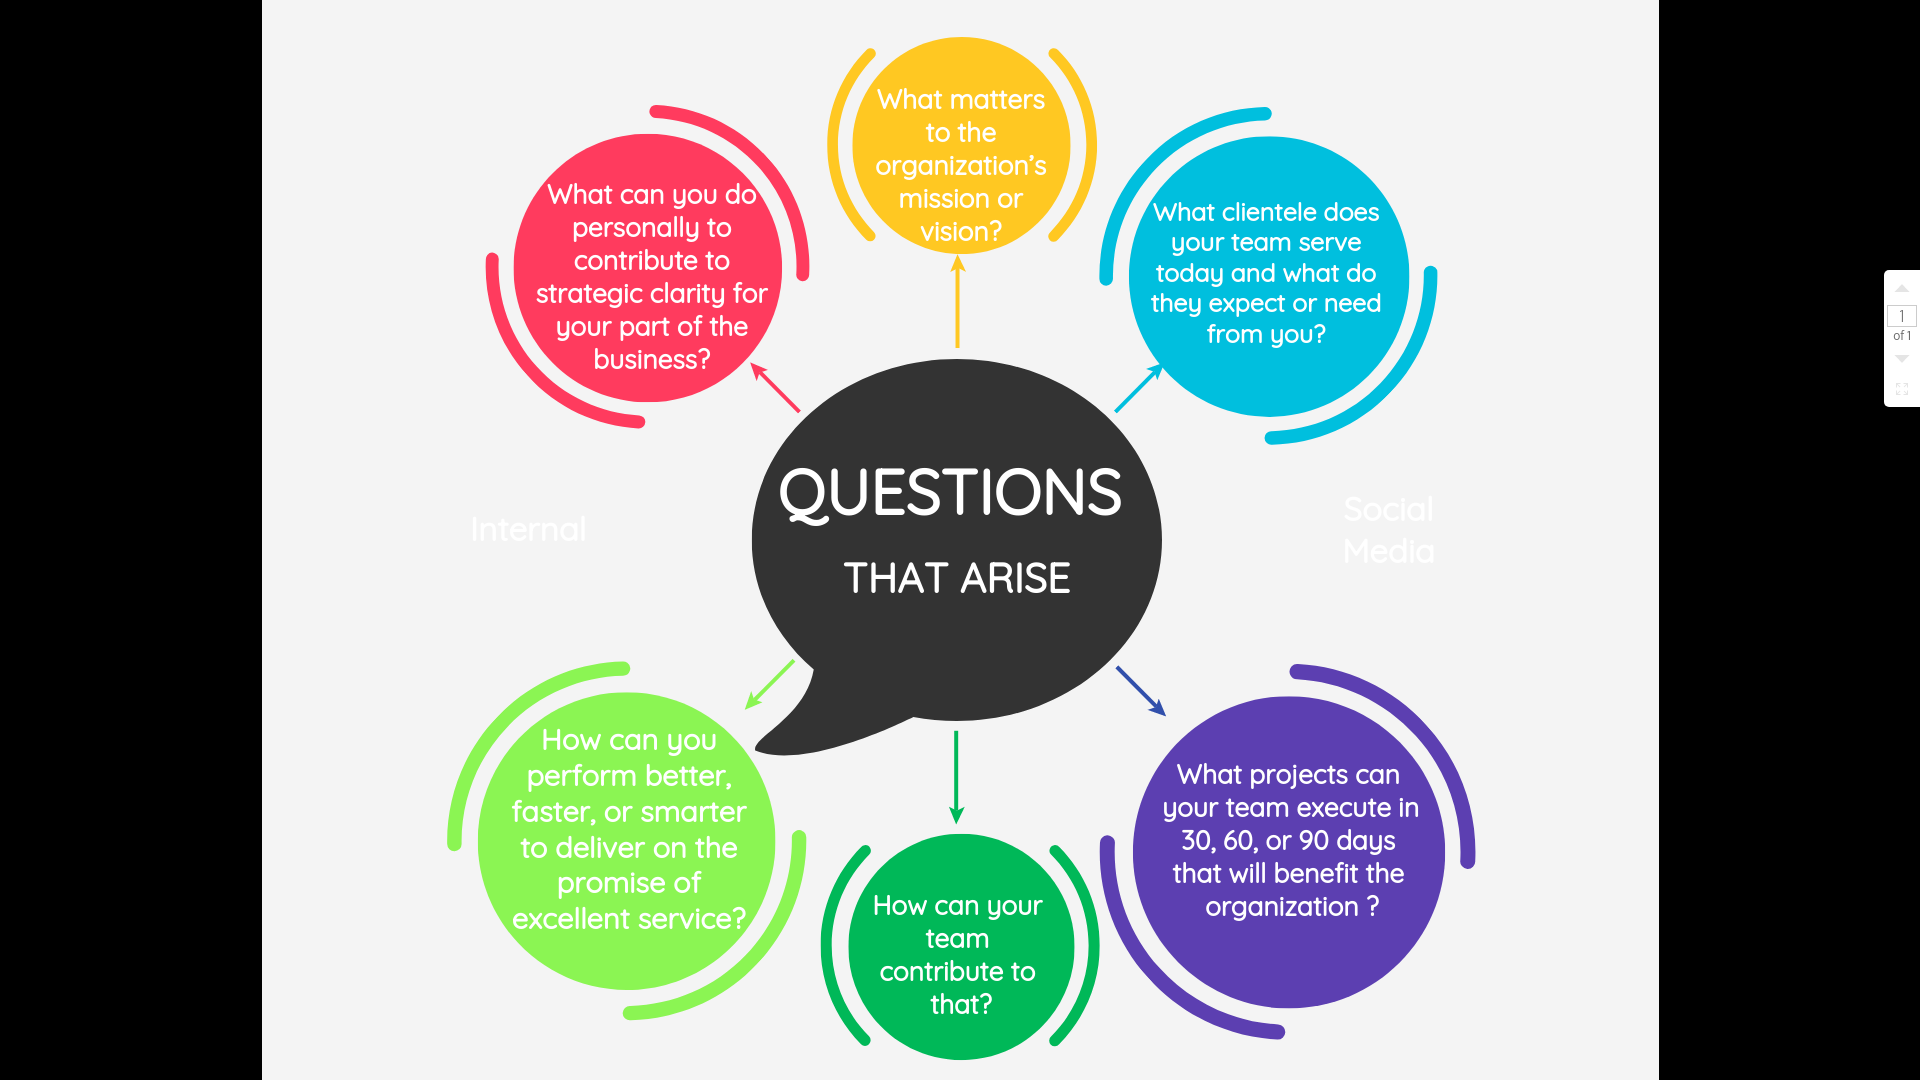 What matters
to the
organization’s
mission or
vision?
What can you do
personally to
contribute to
strategic clarity for
your part of the
business?
What clientele does
your team serve
today and what do
they expect or need
from you?
QUESTIONS
THAT ARISE
Internal
Social
Media
How can you
perform better,
faster, or smarter
to deliver on the
promise of
excellent service?
How can your
team
contribute to
that?
What projects can
your team execute in
30, 60, or 90 days
that will benefit the
organization ?
1
of 1